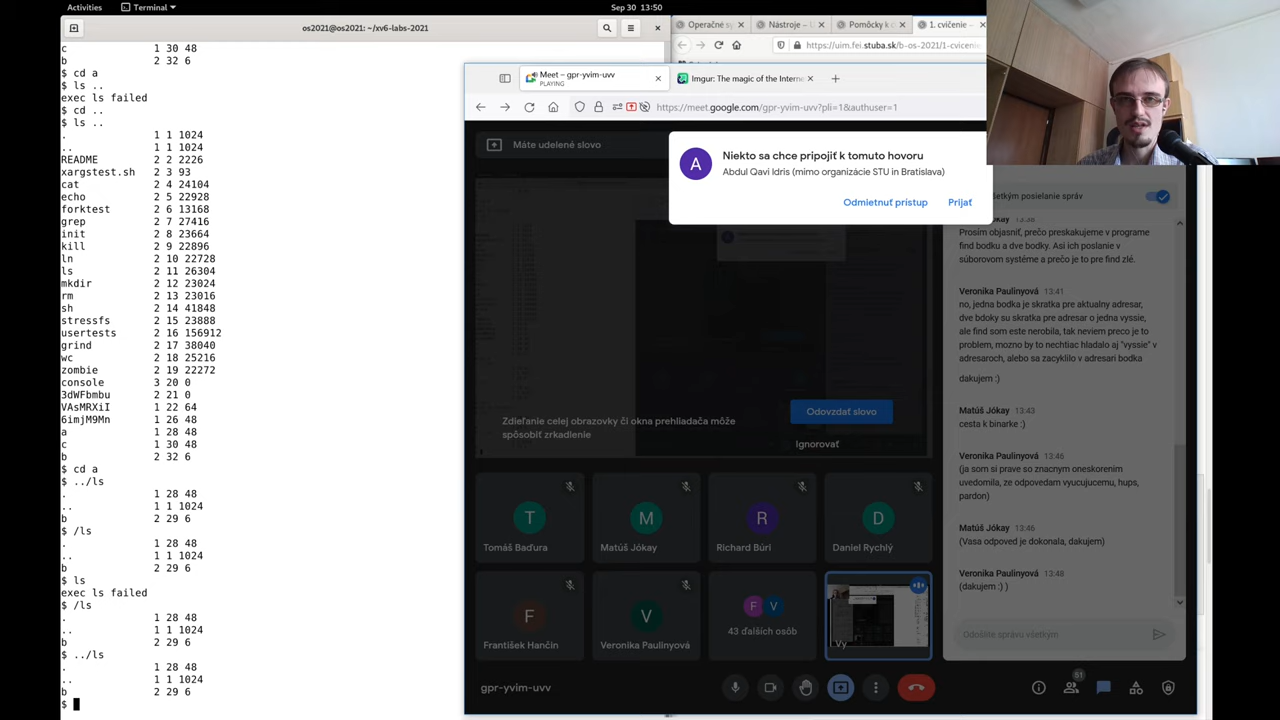 Activities
Terminal
Sep 30 13:50
os2021@os2021: ~/xv6-labs-2021
c 1 30 48
b 1 32 6
$ cd a
$ ls ..
exec ls failed
$ cd ..
$ ls ..
. 1 1 1024
.. 1 1 1024
README 2 2 2226
xargstest.sh 2 3 93
cat 2 4 24104
echo 2 5 22928
forktest 2 6 13168
grep 2 7 27416
init 2 8 23664
kill 2 9 22896
ln 2 10 22728
ls 2 11 26304
mkdir 2 12 23024
rm 2 13 23016
sh 2 14 41848
stressfs 2 15 23888
usertests 2 16 156912
grind 2 17 38040
wc 2 18 25216
zombie 2 19 22272
console 3 20 0
3dWFbmbu 2 21 0
VAsMRXiI 1 22 64
6imjM9Mn 1 26 48
a 1 28 48
c 1 30 48
b 2 32 6
$ cd a
$ ../ls
. 1 28 48
.. 1 1 1024
b 2 29 6
$ /ls
. 1 28 48
.. 1 1 1024
b 2 29 6
$ ls
exec ls failed
$ /ls
. 1 28 48
.. 1 1 1024
b 2 29 6
$ ../ls
. 1 28 48
.. 1 1 1024
b 2 29 6
$
Operačné sy
Nástroje – U
Pomôcky k c
1. cvičenie
https://uim.fei.stuba.sk/b-os-2021/1-cvicenie
Meet – gpr-yvim-uvv
PLAYING
Imgur: The magic of the Interne
https://meet.google.com/gpr-yvim-uvv?pli=1&authuser=1
Máte udelené slovo
A
Niekto sa chce pripojiť k tomuto hovoru
Abdul Qavi Idris (mimo organizácie STU in Bratislava)
Odmietnuť prístup
Prijať
Zdieľanie celej obrazovky či okna prehliadača môže
spôsobiť zrkadlenie
Odovzdať slovo
Ignorovať
T
Tomáš Baďura
M
Matúš Jókay
R
Richard Búri
D
Daniel Rychlý
F
František Hančin
V
Veronika Paulinyová
F
V
43 ďalších osôb
Vy
všetkým posielanie správ
13:38
Prosím objasniť, prečo preskakujeme v programe
find bodku a dve bodky. Asi ich poslanie v
súborovom systéme a prečo je to pre find zlé.
Veronika Paulinyová 13:41
no, jedna bodka je skratka pre aktualny adresar,
dve bdoky su skratka pre adresar o jedna vyssie,
ale find som este nerobila, tak neviem preco je to
problem, mozno by to nechtiac hladalo aj "vyssie" v
adresaroch, alebo sa zacyklilo v adresari bodka
dakujem :)
Matúš Jókay 13:43
cesta k binarke :)
Veronika Paulinyová 13:46
(ja som si prave so znacnym oneskorenim
uvedomila, ze odpovedam vyucujucemu, hups,
pardon)
Matúš Jókay 13:46
(Vasa odpoved je dokonala, dakujem)
Veronika Paulinyová 13:48
(dakujem :) )
Odošlite správu všetkým
gpr-yvim-uvv
51